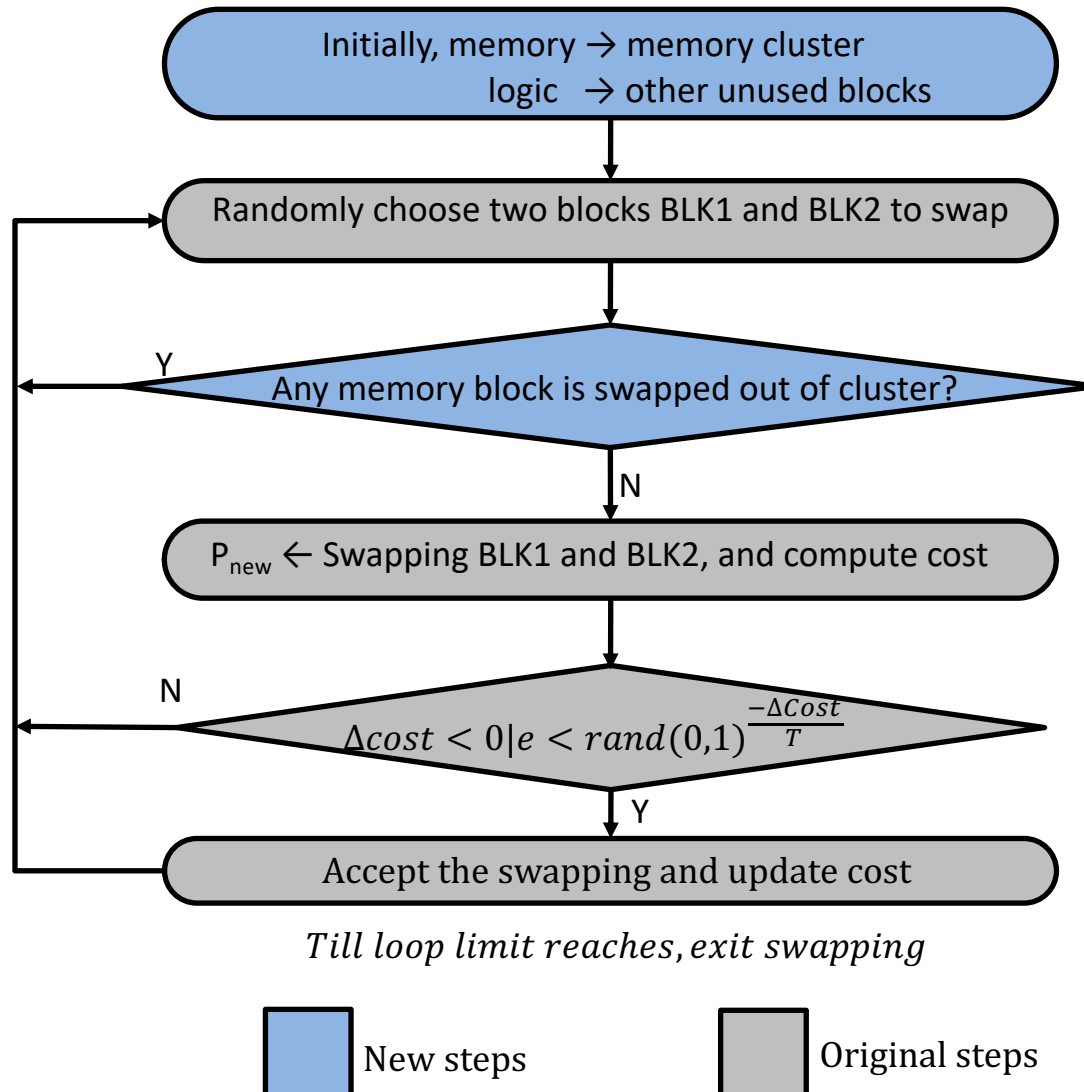 Initially, memory → memory cluster
logic → other unused blocks
Randomly choose two blocks BLK1 and BLK2 to swap
Y
Any memory block is swapped out of cluster?
N
P_new ← Swapping BLK1 and BLK2, and compute cost
N
Δcost < 0|e < rand(0,1)^(-ΔCost/T)
Y
Accept the swapping and update cost
Till loop limit reaches, exit swapping
New steps
Original steps